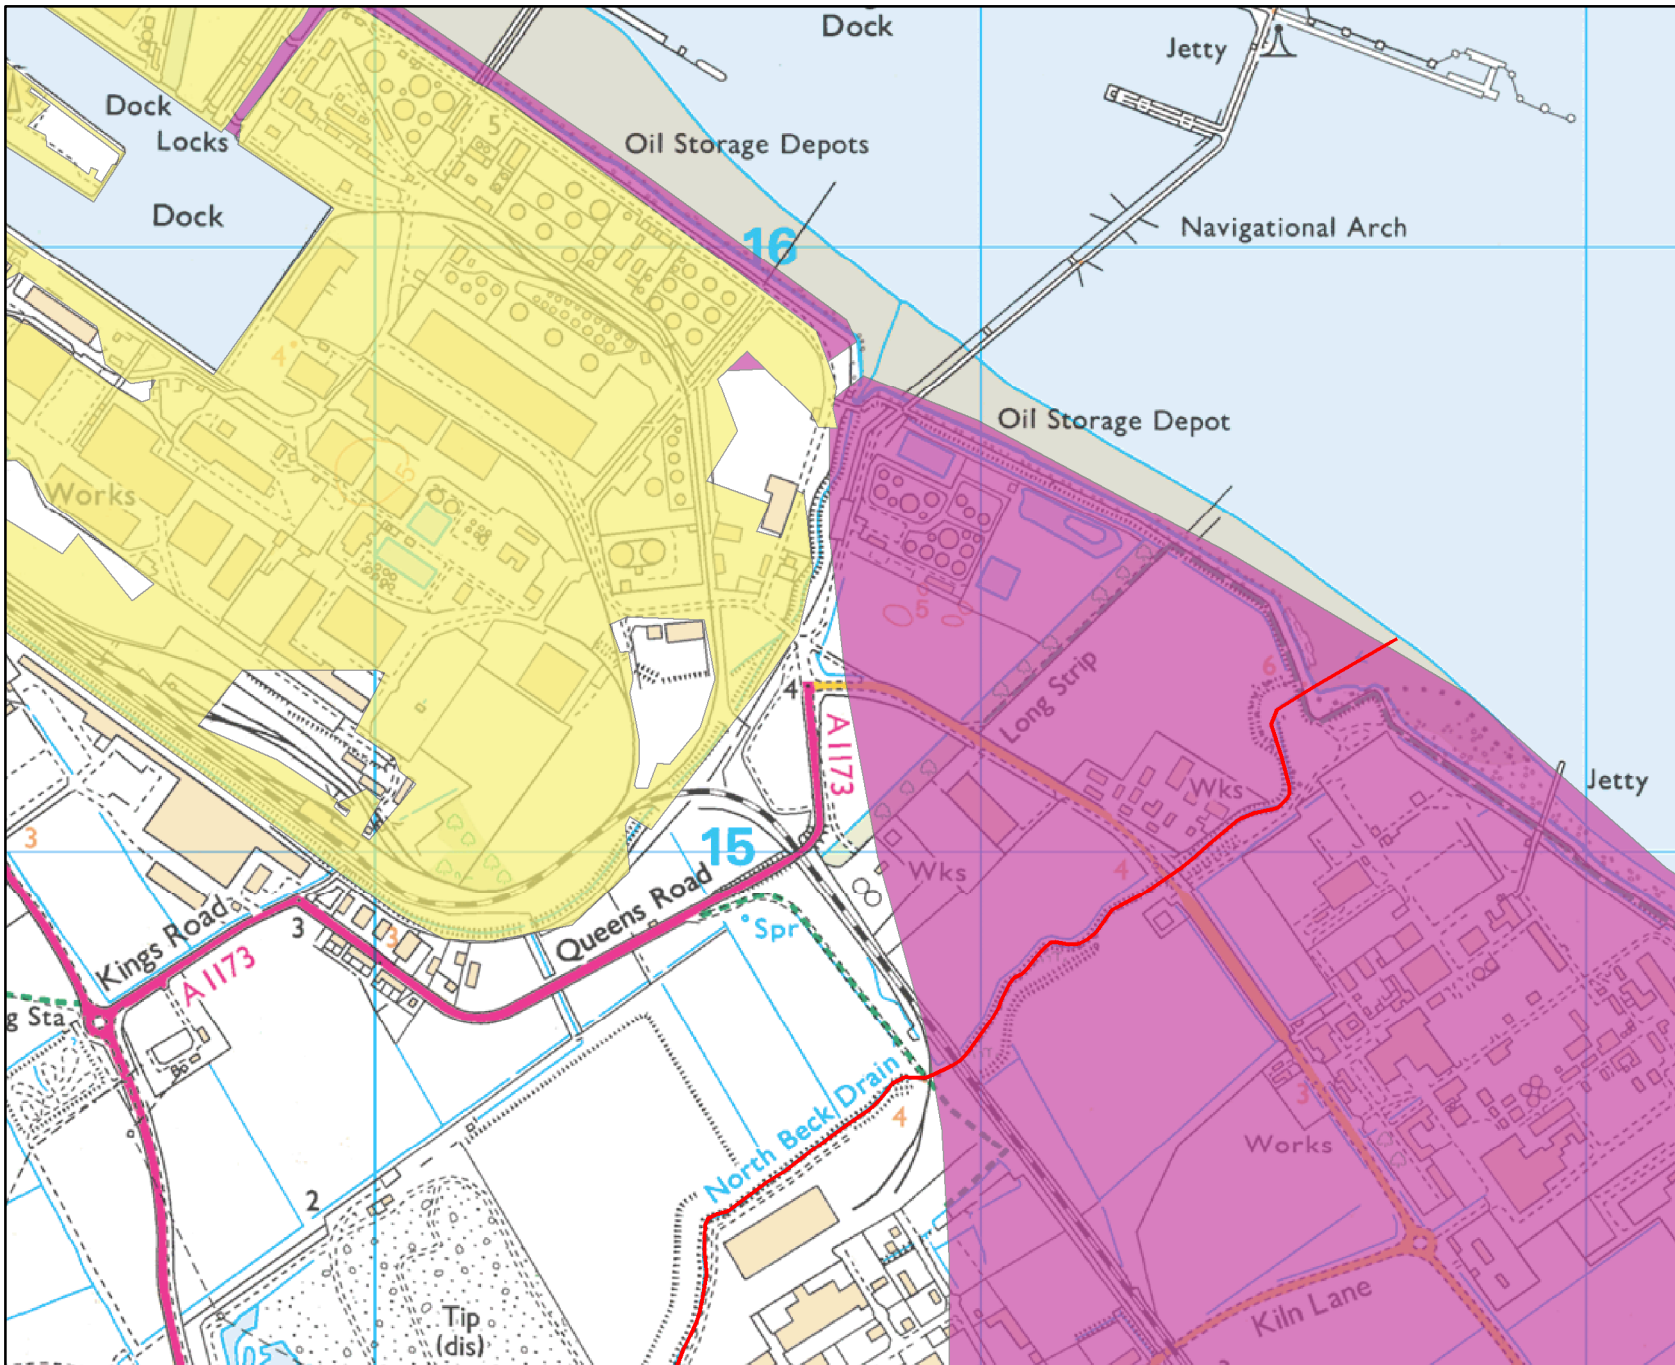 Dock
Jetty
Dock
Locks
5
Oil Storage Depots
Dock
16
Navigational Arch
4
Oil Storage Depot
5
Works
5
Long Strip
6
4
A1173
Jetty
Wks
3
15
Wks
4
Queens Road
Kings Road
3
3
Spr
A1173
g Sta
North Beck Drain
4
3
Works
2
Kiln Lane
Tip
(dis)